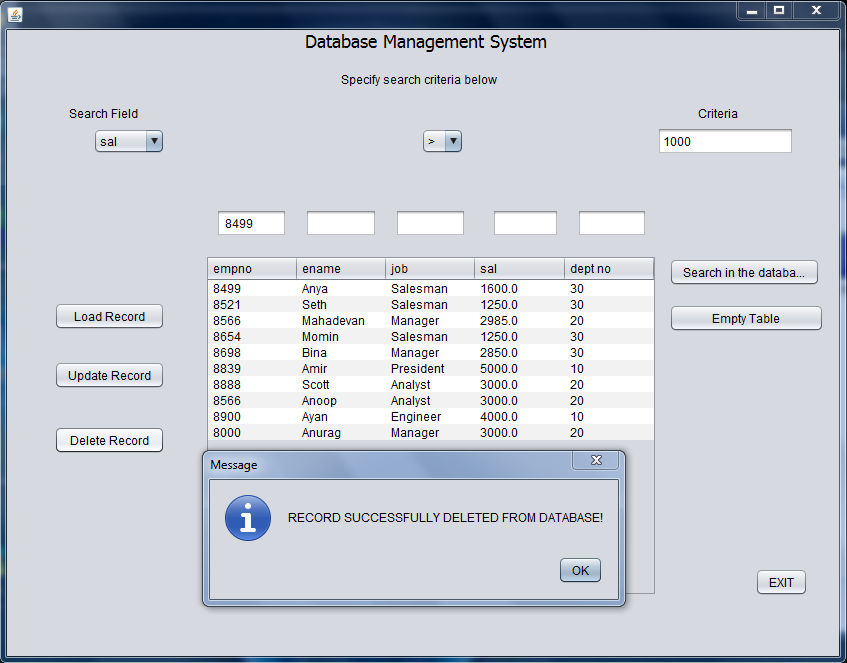 Database Management System
Specify search criteria below
Search Field Criteria
sal > 1000
8499
empno ename job sal dept no
8499 Anya Salesman 1600.0 30
8521 Seth Salesman 1250.0 30
8566 Mahadevan Manager 2985.0 20
8654 Momin Salesman 1250.0 30
8698 Bina Manager 2850.0 30
8839 Amir President 5000.0 10
8888 Scott Analyst 3000.0 20
8566 Anoop Analyst 3000.0 20
8900 Ayan Engineer 4000.0 10
8000 Anurag Manager 3000.0 20
Load Record
Update Record
Delete Record
Search in the databa...
Empty Table
Message
RECORD SUCCESSFULLY DELETED FROM DATABASE!
OK
EXIT